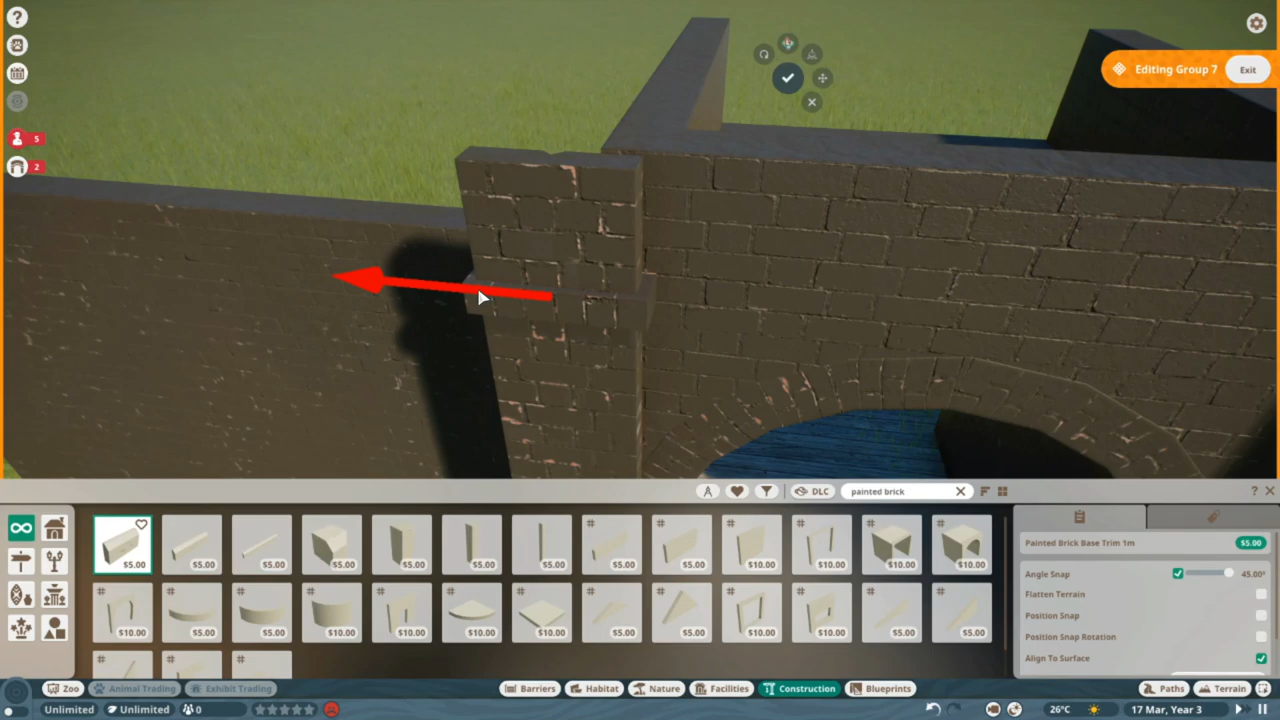 ?
Editing Group 7 Exit
5
2
DLC painted brick
? 
$5.00 $5.00 $5.00 $5.00 $5.00 $5.00 $5.00 $5.00 $5.00 $10.00 $10.00 $10.00 $10.00
$10.00 $5.00 $5.00 $10.00 $10.00 $5.00 $10.00 $5.00 $5.00 $10.00 $10.00 $5.00 $5.00
Painted Brick Base Trim 1m $5.00
Angle Snap 45.00°
Flatten Terrain
Position Snap
Position Snap Rotation
Align To Surface
Zoo Animal Trading Exhibit Trading Barriers Habitat Nature Facilities Construction Blueprints Paths Terrain
Unlimited Unlimited 0 26°C 17 Mar, Year 3